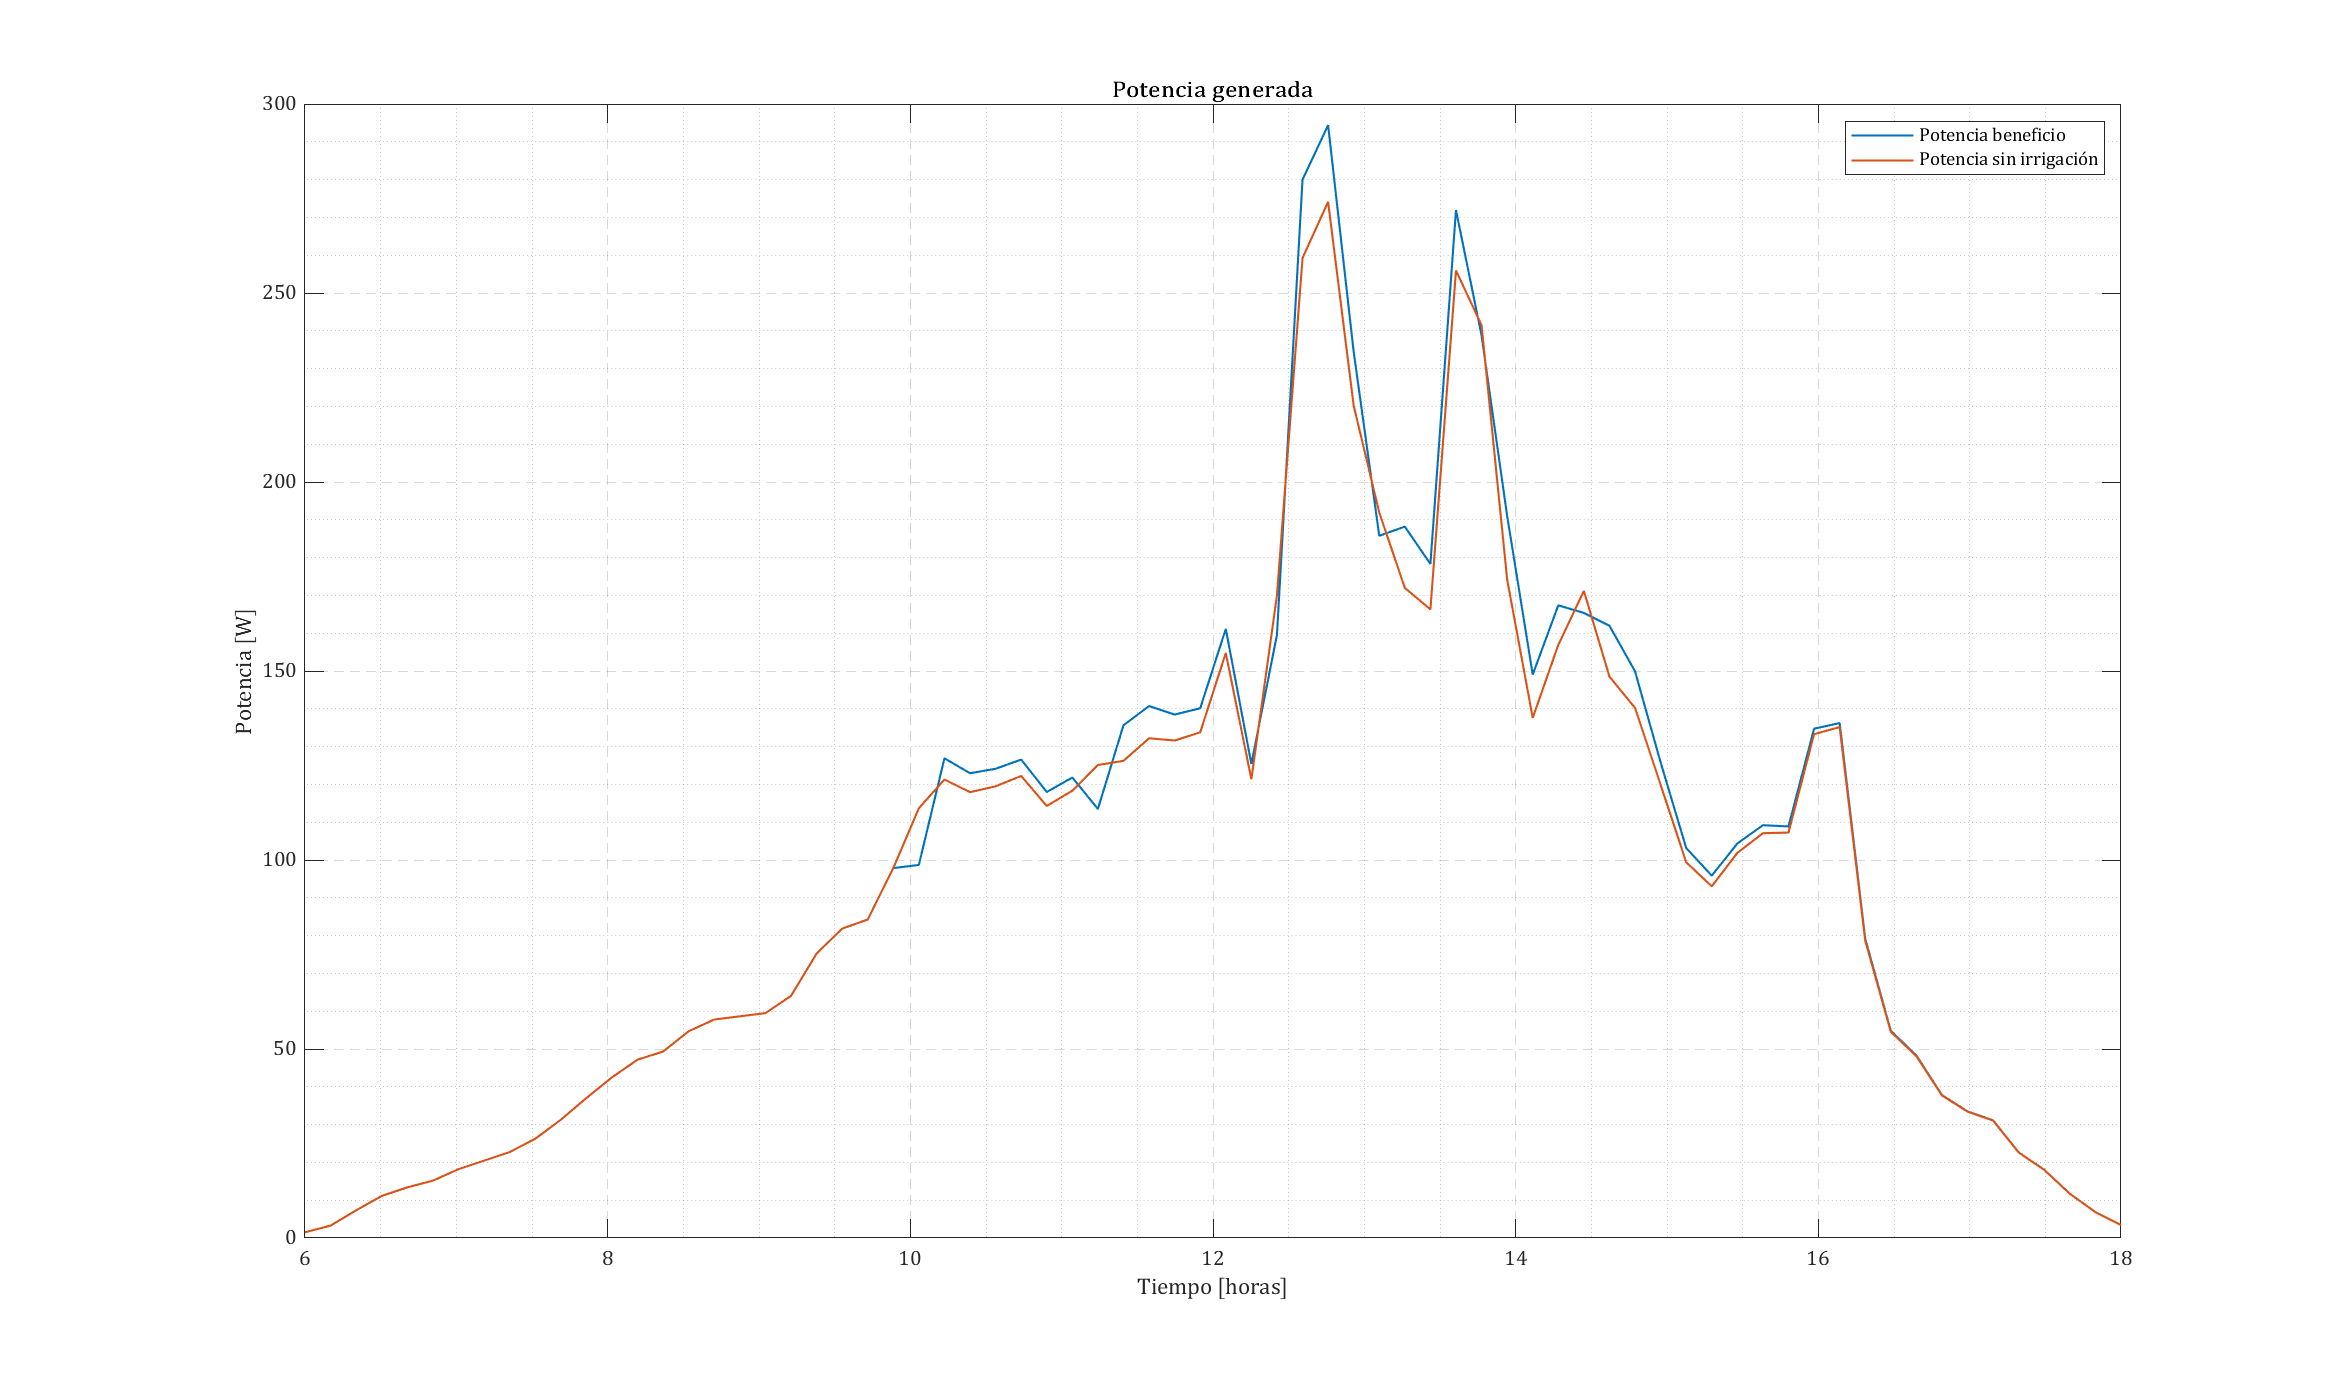 Potencia generada
Potencia beneficio
Potencia sin irrigación
300
250
200
150
100
50
0
Potencia [W]
6 8 10 12 14 16 18
Tiempo [horas]